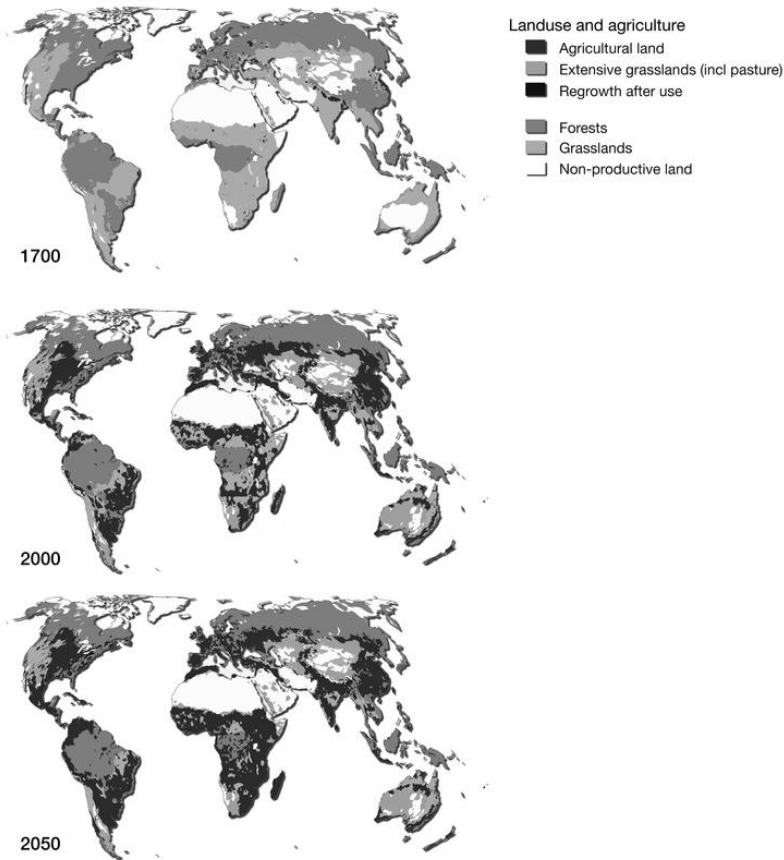 Landuse and agriculture
Agricultural land
Extensive grasslands (incl pasture)
Regrowth after use
Forests
Grasslands
Non-productive land
1700
2000
2050